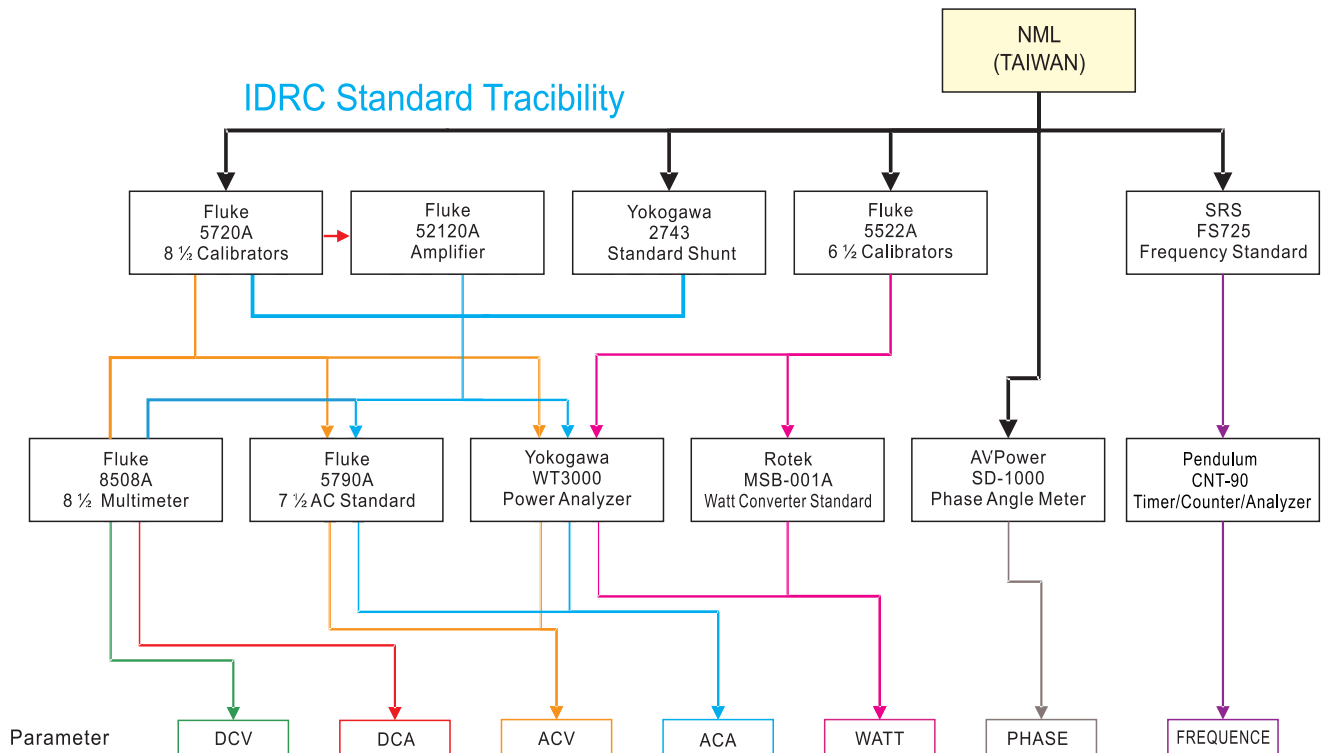 NML
(TAIWAN)
IDRC Standard Tracibility
Fluke
5720A
8 ½ Calibrators
Fluke
52120A
Amplifier
Yokogawa
2743
Standard Shunt
Fluke
5522A
6 ½ Calibrators
SRS
FS725
Frequency Standard
Fluke
8508A
8 ½ Multimeter
Fluke
5790A
7 ½ AC Standard
Yokogawa
WT3000
Power Analyzer
Rotek
MSB-001A
Watt Converter Standard
AVPower
SD-1000
Phase Angle Meter
Pendulum
CNT-90
Timer/Counter/Analyzer
Parameter
DCV
DCA
ACV
ACA
WATT
PHASE
FREQUENCE